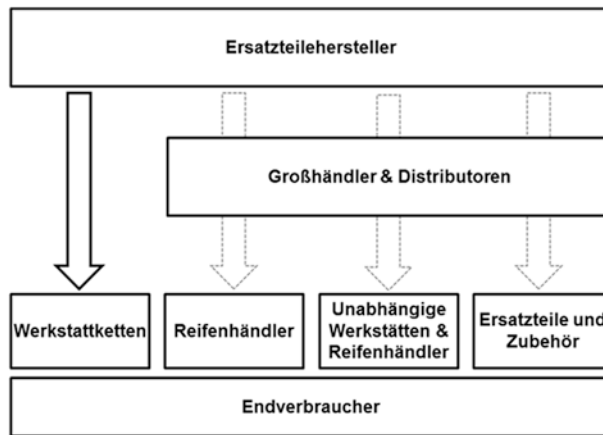 Ersatzteilehersteller
Großhändler & Distributoren
Werkstattketten
Reifenhändler
Unabhängige
Werkstätten &
Reifenhändler
Ersatzteile und
Zubehör
Endverbraucher